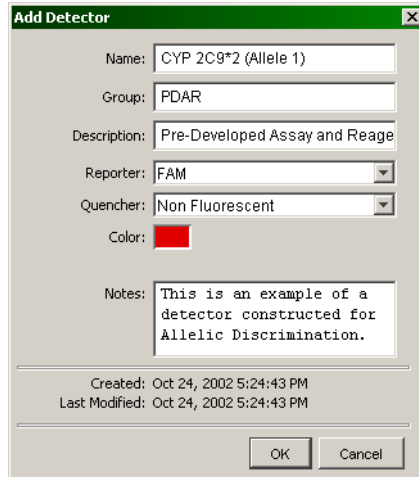 Add Detector
Name: CYP 2C9*2 (Allele 1)
Group: PDAR
Description: Pre-Developed Assay and Reage
Reporter: FAM
Quencher: Non Fluorescent
Color:
Notes: This is an example of a
detector constructed for
Allelic Discrimination.
Created: Oct 24, 2002 5:24:43 PM
Last Modified: Oct 24, 2002 5:24:43 PM
OK Cancel